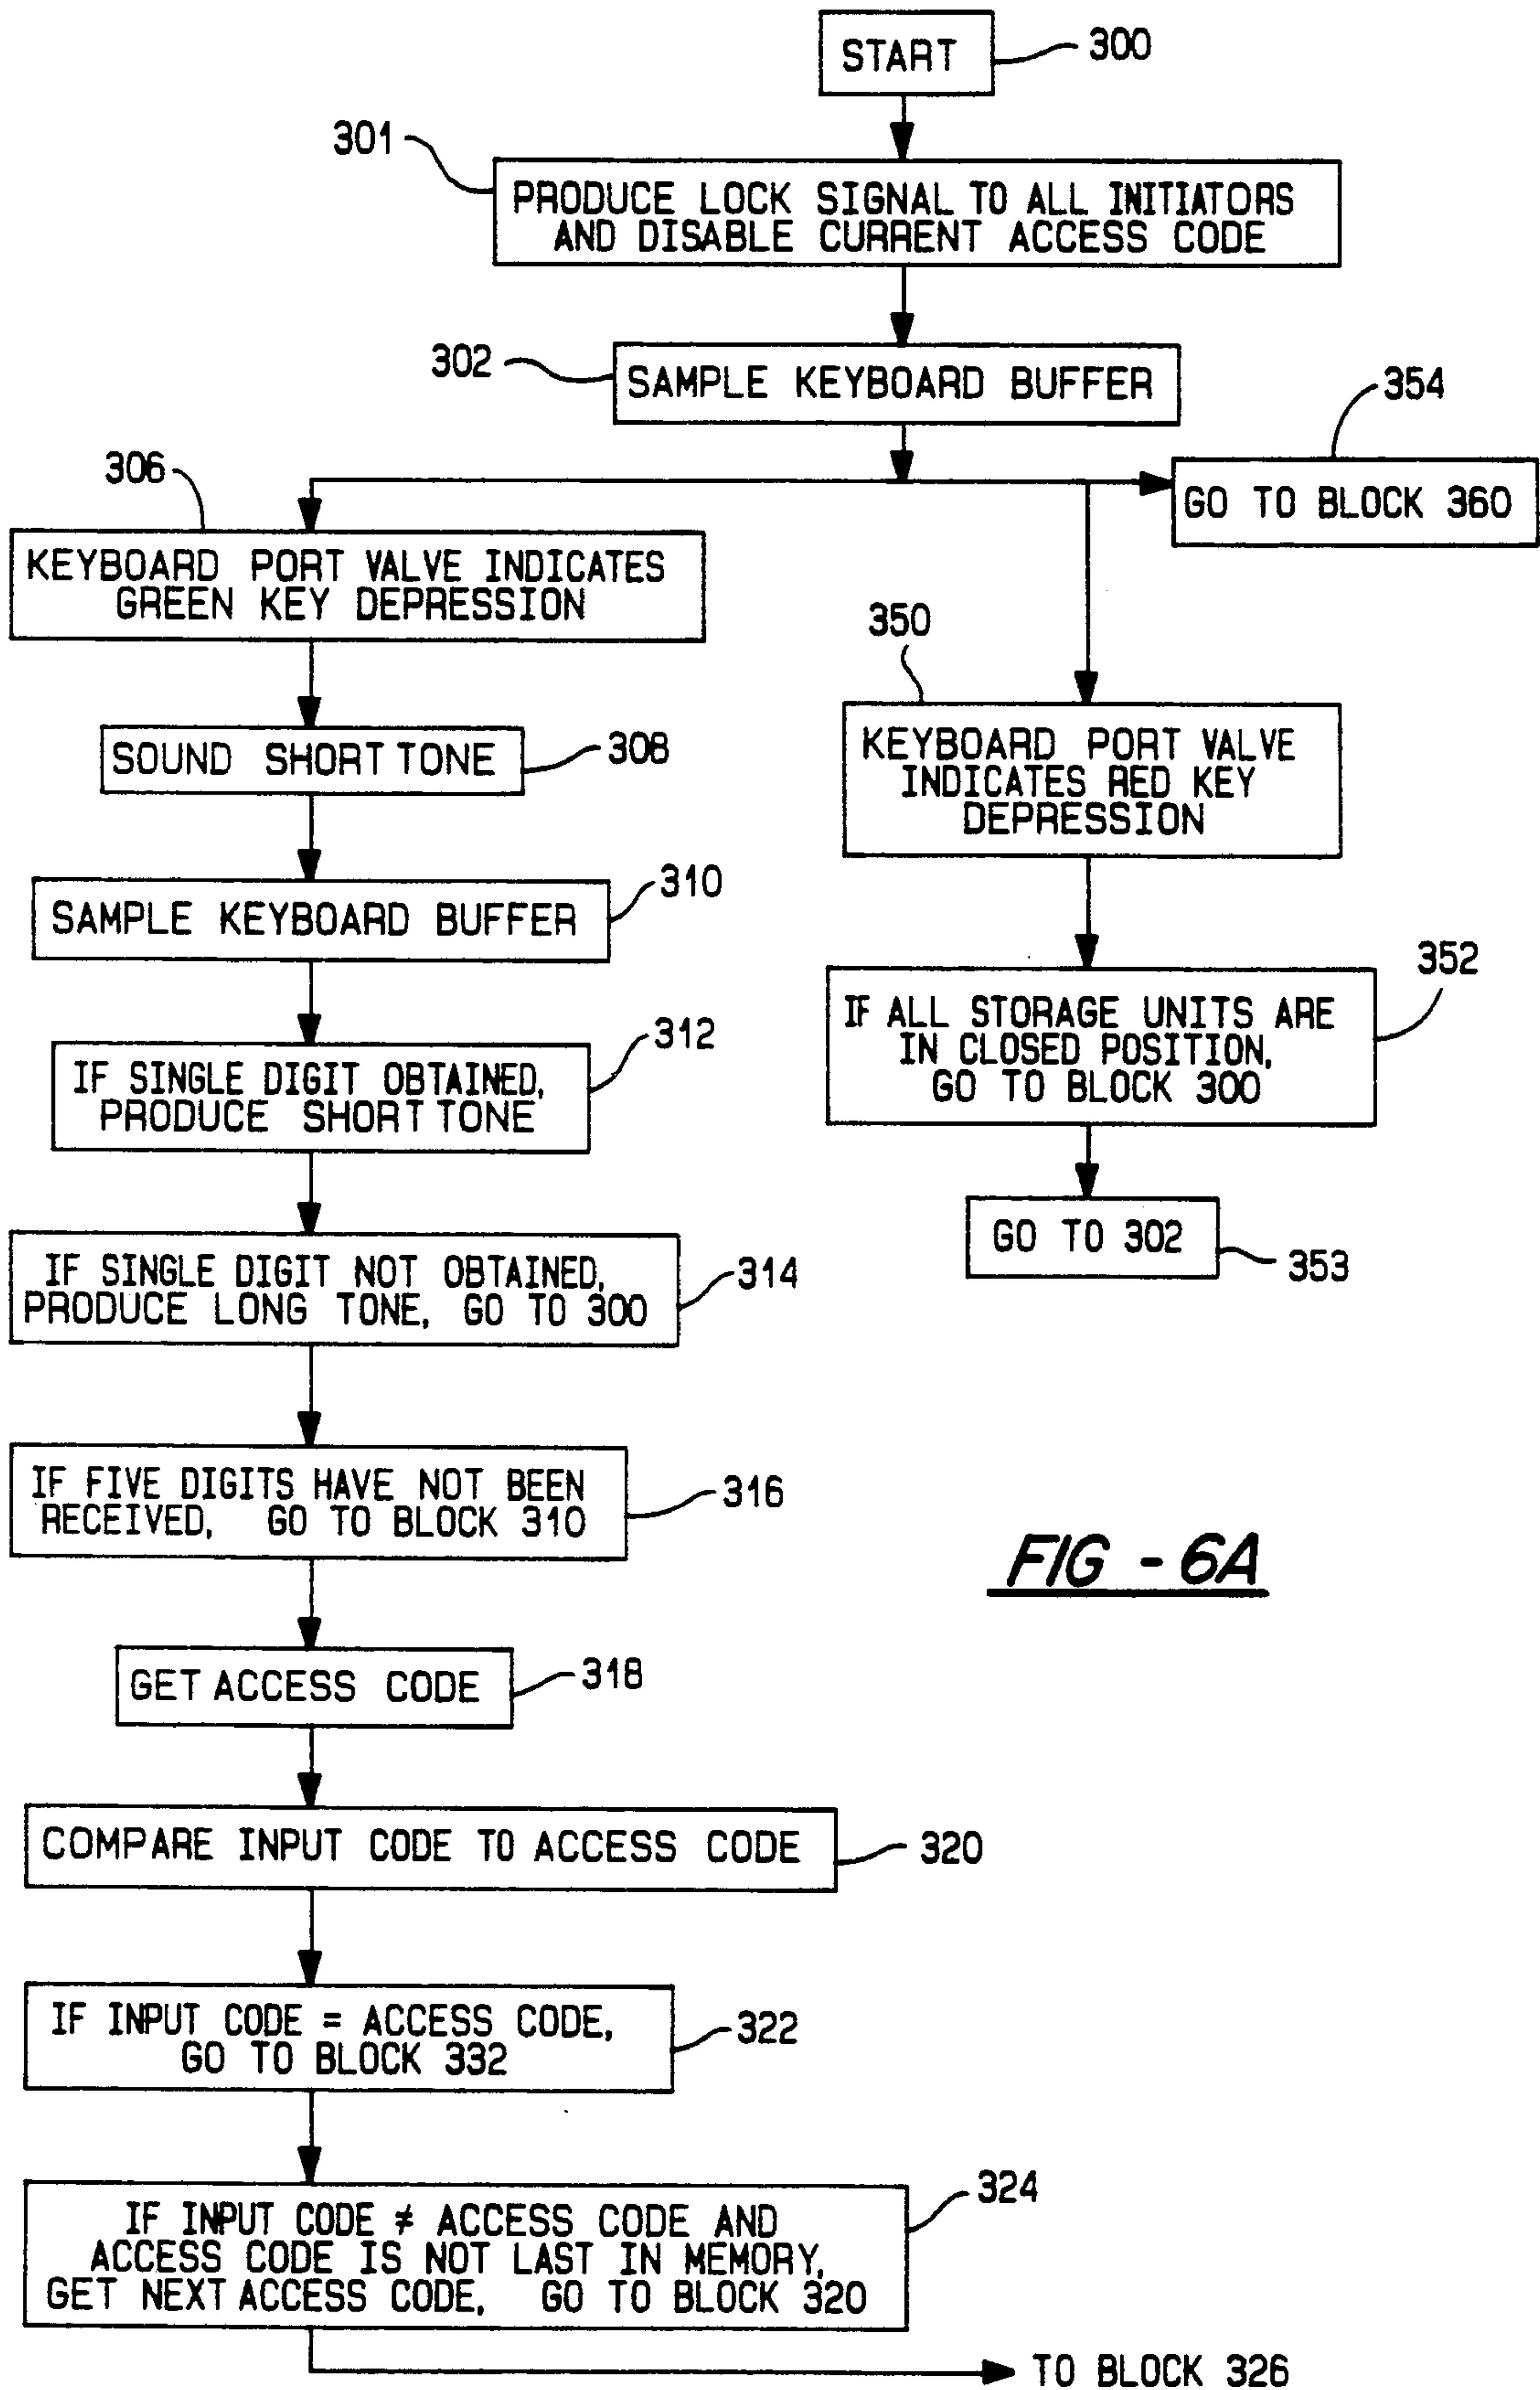 START
300
301
PRODUCE LOCK SIGNAL TO ALL INITIATORS
AND DISABLE CURRENT ACCESS CODE
302
SAMPLE KEYBOARD BUFFER
354
GO TO BLOCK 360
306
KEYBOARD PORT VALVE INDICATES
GREEN KEY DEPRESSION
350
KEYBOARD PORT VALVE
INDICATES RED KEY
DEPRESSION
SOUND SHORT TONE
308
SAMPLE KEYBOARD BUFFER
310
352
IF ALL STORAGE UNITS ARE
IN CLOSED POSITION,
GO TO BLOCK 300
IF SINGLE DIGIT OBTAINED,
PRODUCE SHORT TONE
312
GO TO 302
353
IF SINGLE DIGIT NOT OBTAINED,
PRODUCE LONG TONE, GO TO 300
314
IF FIVE DIGITS HAVE NOT BEEN
RECEIVED, GO TO BLOCK 310
316
FIG - 6A
GET ACCESS CODE
318
COMPARE INPUT CODE TO ACCESS CODE
320
IF INPUT CODE = ACCESS CODE,
GO TO BLOCK 332
322
IF INPUT CODE ≠ ACCESS CODE AND
ACCESS CODE IS NOT LAST IN MEMORY,
GET NEXT ACCESS CODE, GO TO BLOCK 320
324
TO BLOCK 326